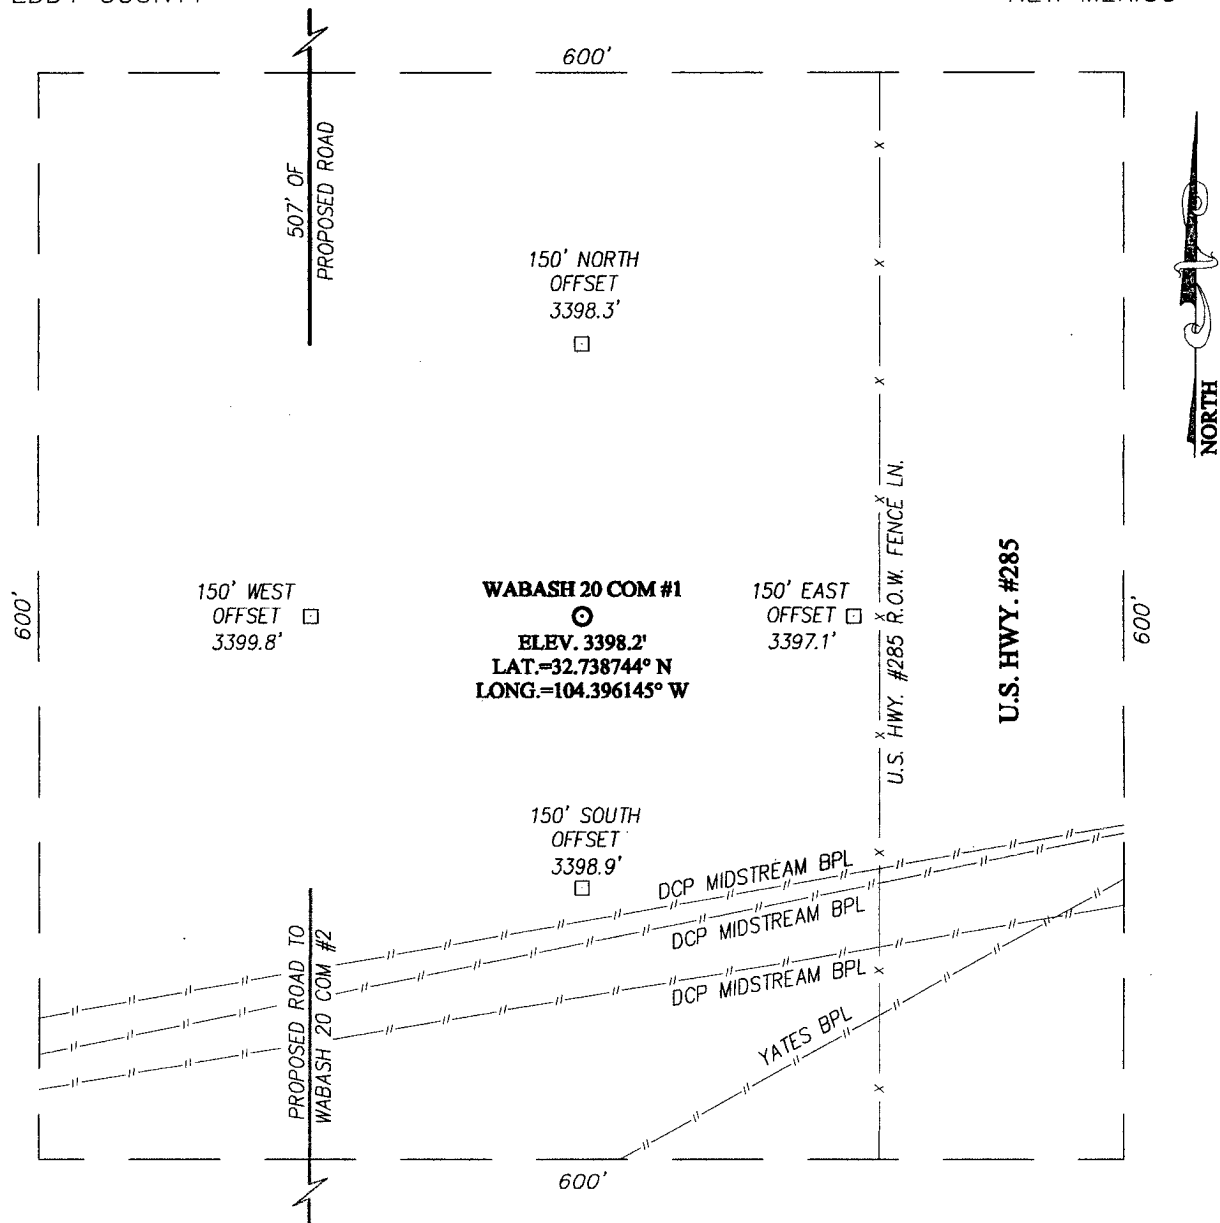 600'
507' OF
PROPOSED ROAD
150' NORTH
OFFSET
3398.3'
NORTH
150' WEST
OFFSET
3399.8'
WABASH 20 COM #1
ELEV. 3398.2'
LAT.=32.738744° N
LONG.=104.396145° W
150' EAST
OFFSET
3397.1'
U.S. HWY. #285 R.O.W. FENCE LN.
U.S. HWY. #285
600'
600'
150' SOUTH
OFFSET
3398.9'
DCP MIDSTREAM BPL
DCP MIDSTREAM BPL
DCP MIDSTREAM BPL
YATES BPL
PROPOSED ROAD TO
WABASH 20 COM #2
600'